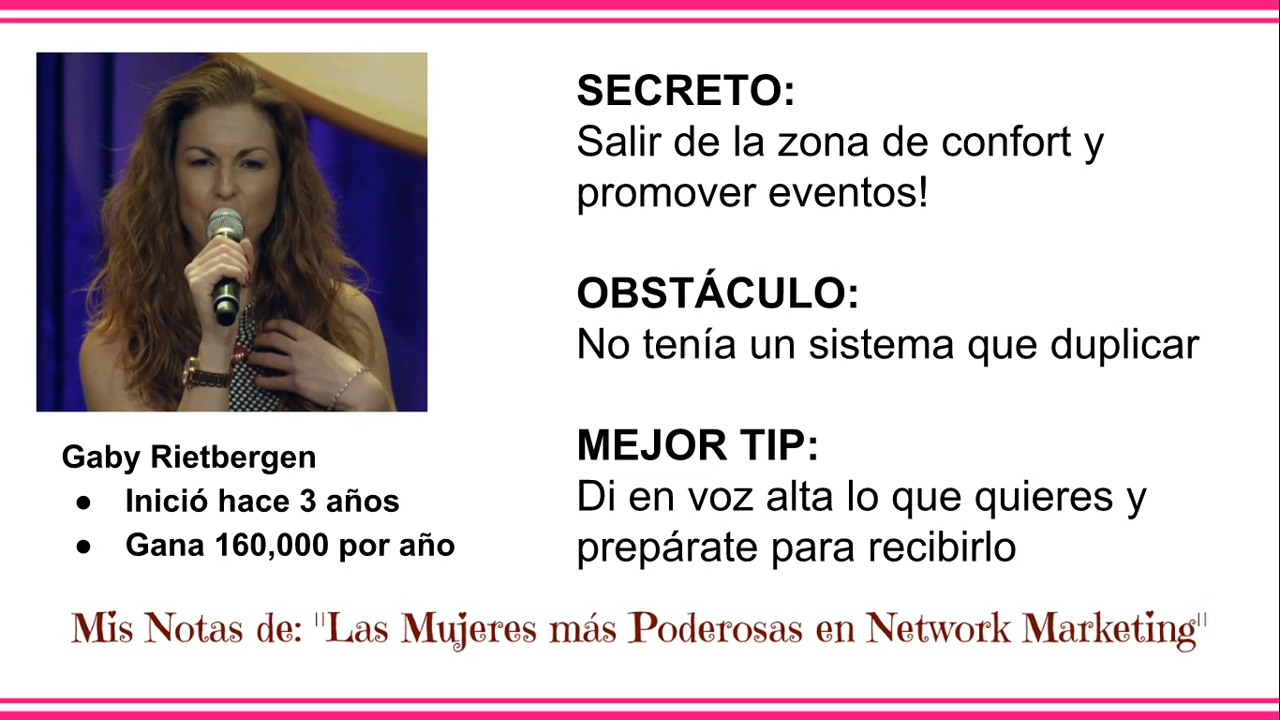 SECRETO:
Salir de la zona de confort y
promover eventos!
OBSTÁCULO:
No tenía un sistema que duplicar
MEJOR TIP:
Di en voz alta lo que quieres y
prepárate para recibirlo
Gaby Rietbergen
● Inició hace 3 años
● Gana 160,000 por año
Mis Notas de: "Las Mujeres más Poderosas en Network Marketing"